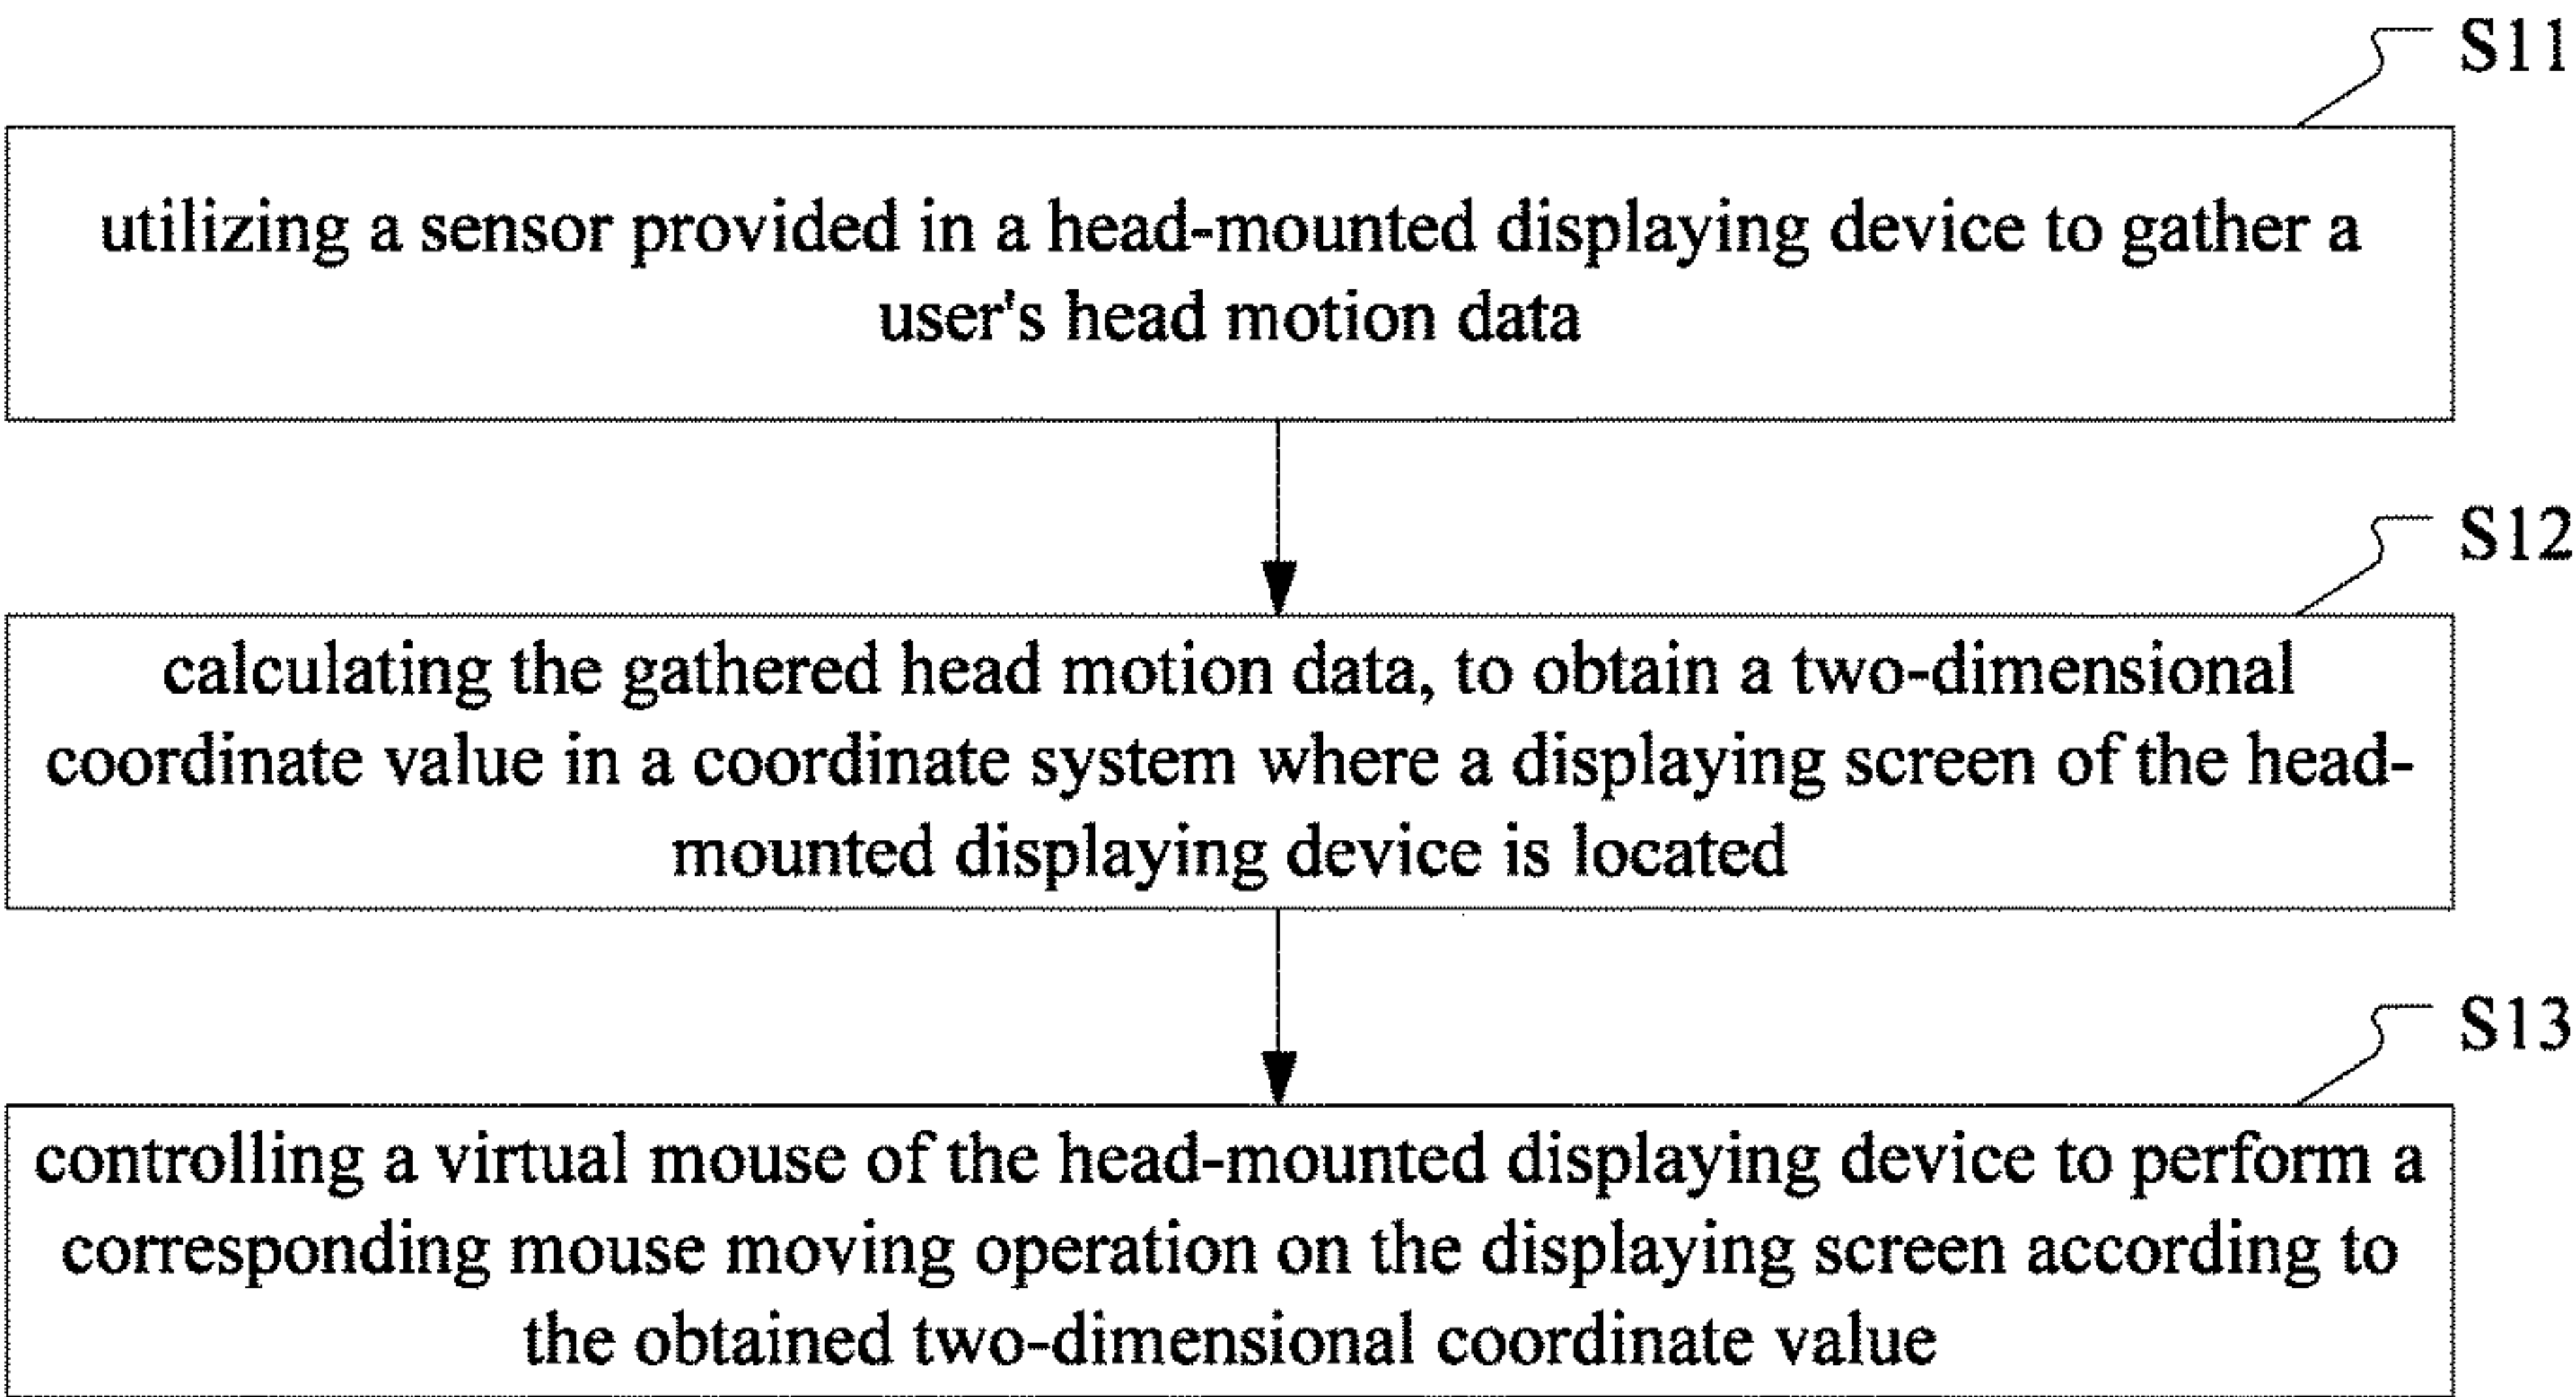 S11
utilizing a sensor provided in a head-mounted displaying device to gather a
user's head motion data
S12
calculating the gathered head motion data, to obtain a two-dimensional
coordinate value in a coordinate system where a displaying screen of the head-
mounted displaying device is located
S13
controlling a virtual mouse of the head-mounted displaying device to perform a
corresponding mouse moving operation on the displaying screen according to
the obtained two-dimensional coordinate value